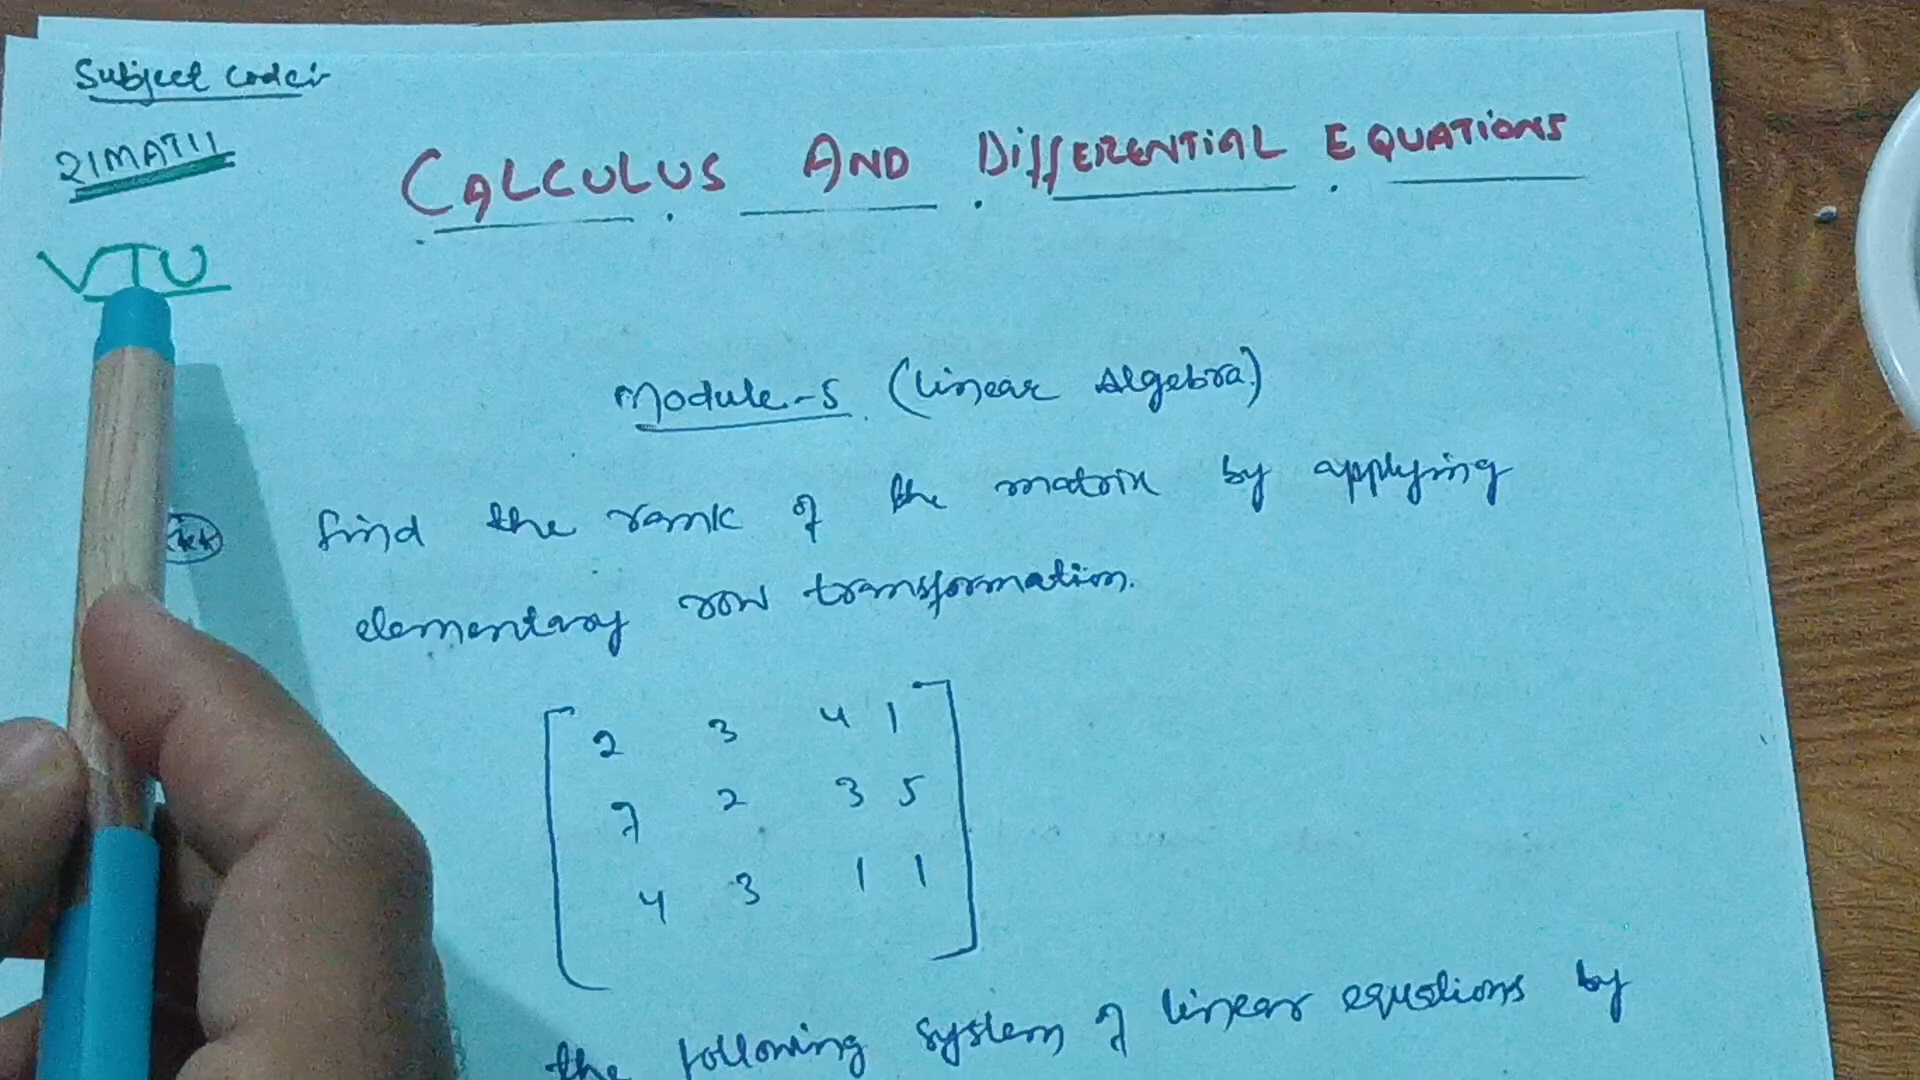 Subject code:-
21MAT11
CALCULUS AND DIFFERENTIAL EQUATIONS
VTU
Module-5 (linear Algebra)
** find the rank of the matrix by applying
elementary row transformation.
2 3 4 1
7 2 3 5
4 3 1 1
the following system of linear equations by